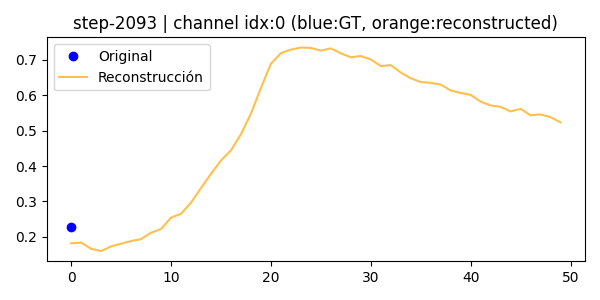 step-2093 | channel idx:0 (blue:GT, orange:reconstructed)
Original
Reconstrucción
0.7
0.6
0.5
0.4
0.3
0.2
0 10 20 30 40 50